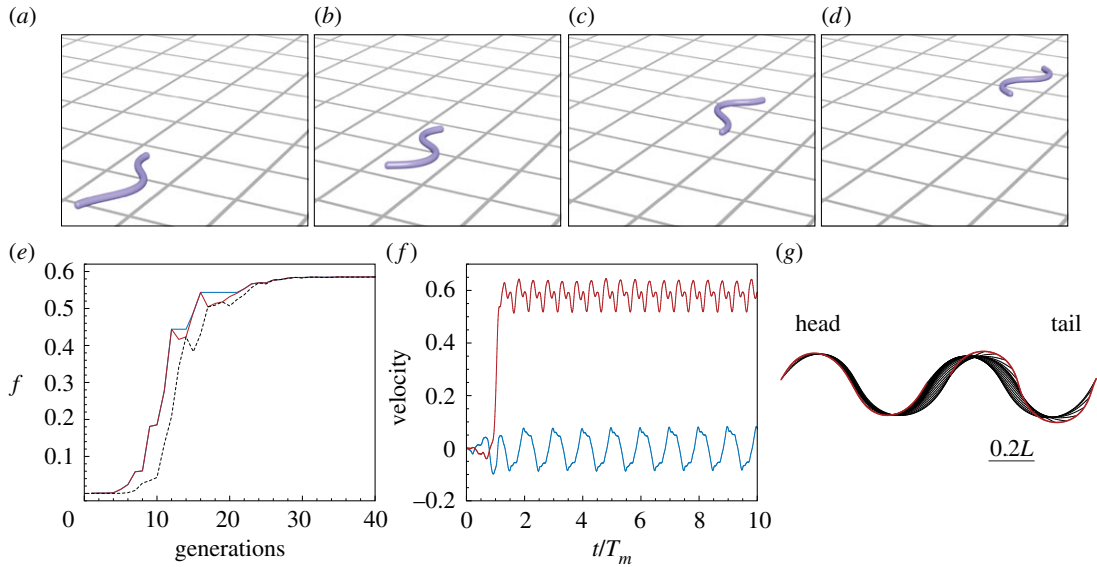 (a) (b) (c) (d)
(e) (f) (g)
0.6
0.5
0.4
f
0.3
0.2
0.1
0 10 20 30 40
generations
0.6
0.4
velocity
0.2
0
–0.2
0 2 4 6 8 10
t/Tm
head tail
0.2L